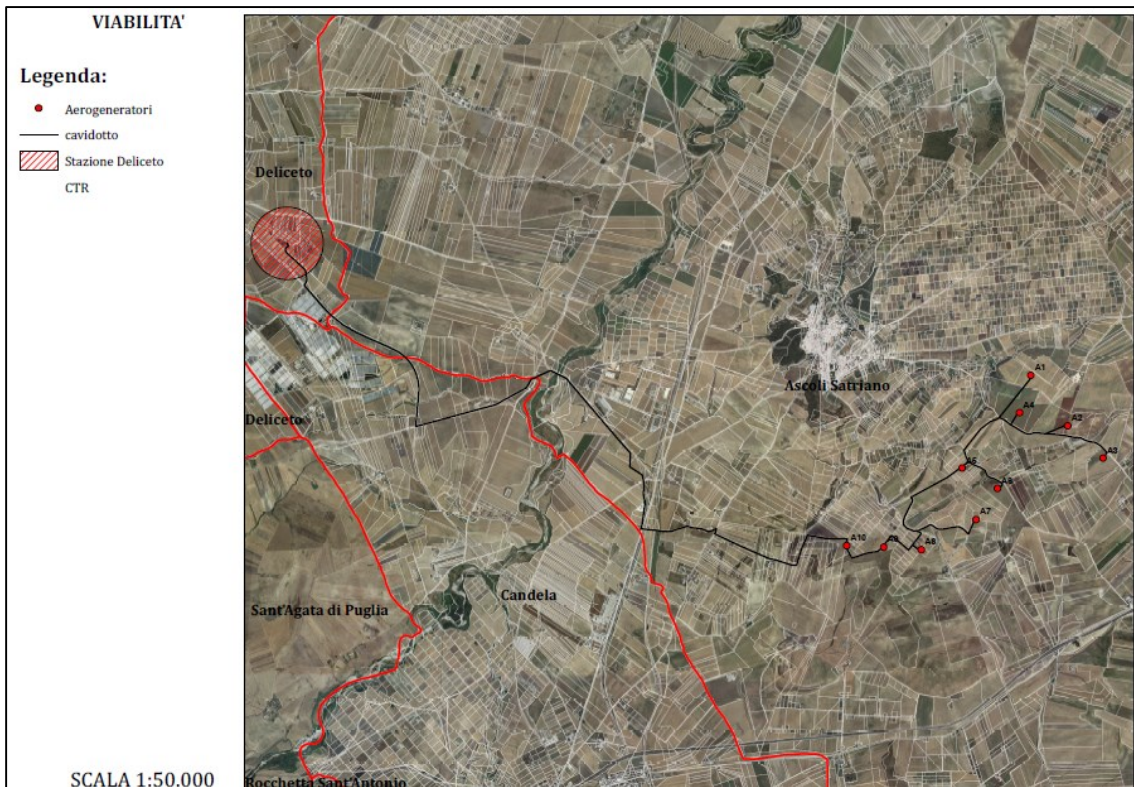 VIABILITA'
Legenda:
Aerogeneratori
cavidotto
Stazione Deliceto
CTR
Deliceto
Ascoli Satriano
A1
A4
A2
Deliceto
A3
A5
A7
A10
Candela
Sant'Agata di Puglia
SCALA 1:50.000
Rocchetta Sant'Antonio